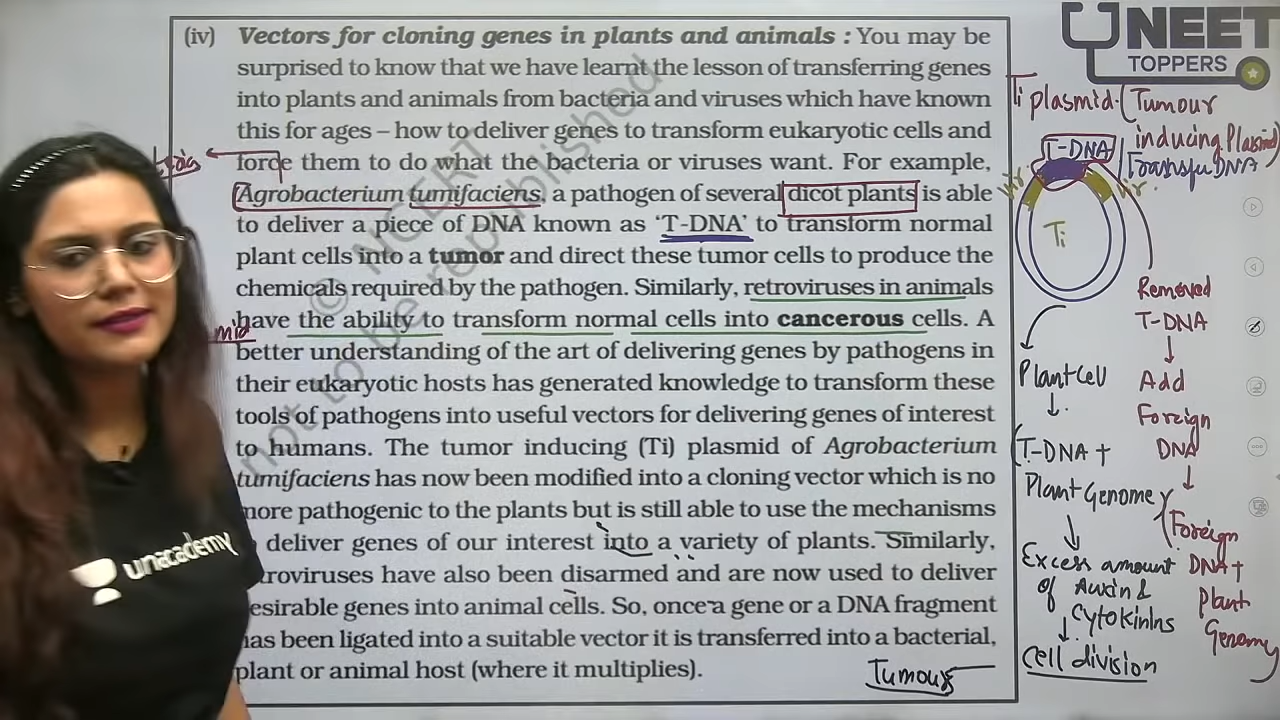 (iv) Vectors for cloning genes in plants and animals : You may be
surprised to know that we have learnt the lesson of transferring genes
into plants and animals from bacteria and viruses which have known
this for ages – how to deliver genes to transform eukaryotic cells and
force them to do what the bacteria or viruses want. For example,
Agrobacterium tumifaciens, a pathogen of several dicot plants is able
to deliver a piece of DNA known as ‘T-DNA’ to transform normal
plant cells into a tumor and direct these tumor cells to produce the
chemicals required by the pathogen. Similarly, retroviruses in animals
have the ability to transform normal cells into cancerous cells. A
better understanding of the art of delivering genes by pathogens in
their eukaryotic hosts has generated knowledge to transform these
tools of pathogens into useful vectors for delivering genes of interest
to humans. The tumor inducing (Ti) plasmid of Agrobacterium
tumifaciens has now been modified into a cloning vector which is no
more pathogenic to the plants but is still able to use the mechanisms
deliver genes of our interest into a variety of plants. Similarly,
troviruses have also been disarmed and are now used to deliver
esirable genes into animal cells. So, once a gene or a DNA fragment
has been ligated into a suitable vector it is transferred into a bacterial,
plant or animal host (where it multiplies).
Tumours
© NCERT
not to be republished
mid
unacademy
NEET
TOPPERS
Ti plasmid-(Tumour
inducing Plasmid)
T-DNA
Transfer DNA
Ti
Plant Cell
T-DNA +
Plant Genome
Excess amount
of Auxin &
Cytokinins
Cell division
Removed
T-DNA
Add
Foreign
DNA
(Foreign
DNA +
Plant
Genomy)